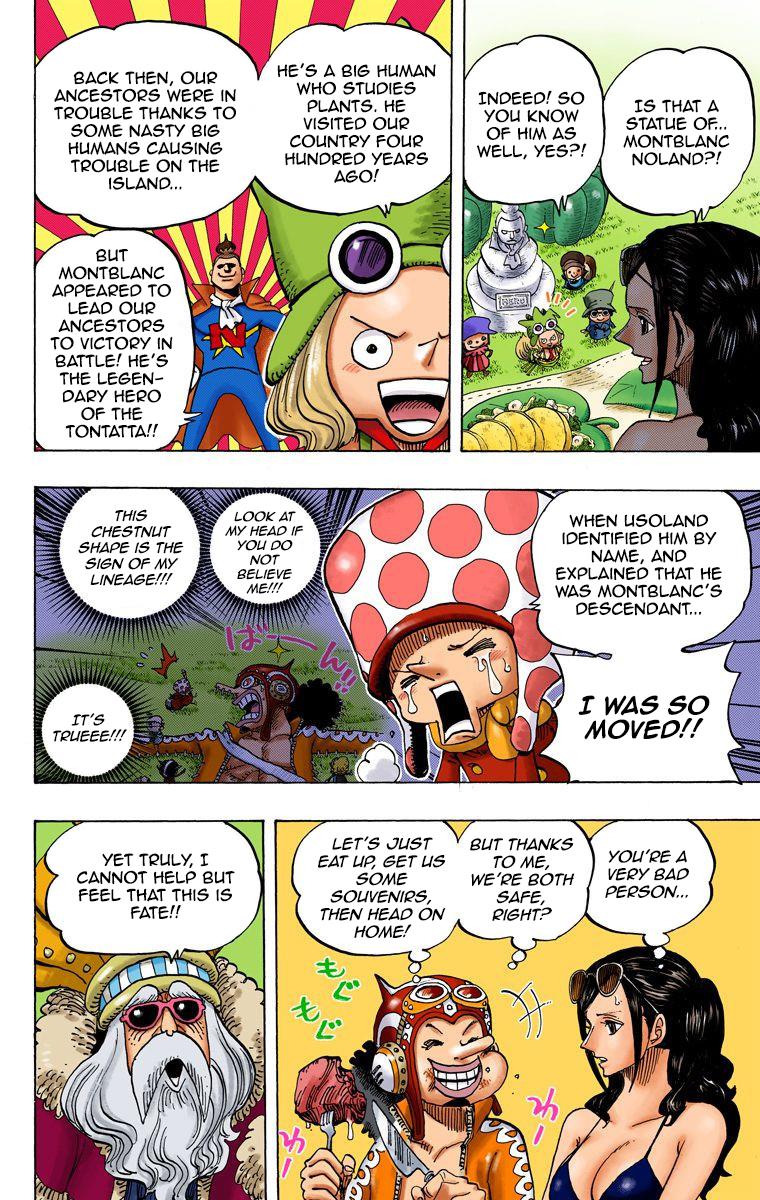 IS THAT A
STATUE OF...
MONTBLANC
NOLAND?!
INDEED! SO
YOU KNOW
OF HIM AS
WELL, YES?!
HE'S A BIG HUMAN
WHO STUDIES
PLANTS. HE
VISITED OUR
COUNTRY FOUR
HUNDRED YEARS
AGO!
BACK THEN, OUR
ANCESTORS WERE IN
TROUBLE THANKS TO
SOME NASTY BIG
HUMANS CAUSING
TROUBLE ON THE
ISLAND...
BUT
MONTBLANC
APPEARED TO
LEAD OUR
ANCESTORS
TO VICTORY IN
BATTLE! HE'S
THE LEGEN-
DARY HERO
OF THE
TONTATTA!!
N
HERO
WHEN USOLAND
IDENTIFIED HIM BY
NAME, AND
EXPLAINED THAT HE
WAS MONTBLANC'S
DESCENDANT...
I WAS SO
MOVED!!
LOOK AT
MY HEAD IF
YOU DO
NOT
BELIEVE
ME!!!
THIS
CHESTNUT
SHAPE IS THE
SIGN OF MY
LINEAGE!!!
ばーん!!
IT'S
TRUEEE!!!
YOU'RE A
VERY BAD
PERSON...
BUT THANKS
TO ME,
WE'RE BOTH
SAFE,
RIGHT?
LET'S JUST
EAT UP, GET US
SOME
SOUVENIRS,
THEN HEAD ON
HOME!
もぐ
もぐ
わー
わー
YET TRULY, I
CANNOT HELP BUT
FEEL THAT THIS IS
FATE!!